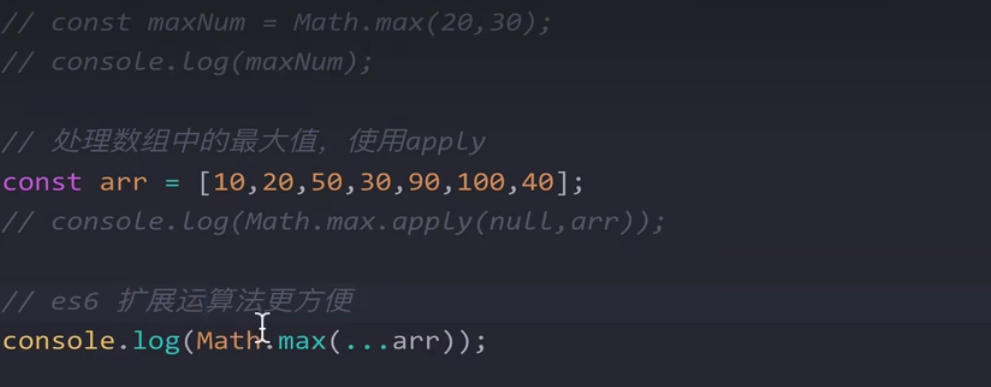 // const maxNum = Math.max(20,30);
// console.log(maxNum);
// 处理数组中的最大值，使用apply
const arr = [10,20,50,30,90,100,40];
// console.log(Math.max.apply(null,arr));
// es6 扩展运算法更方便
console.log(Math.max(...arr));